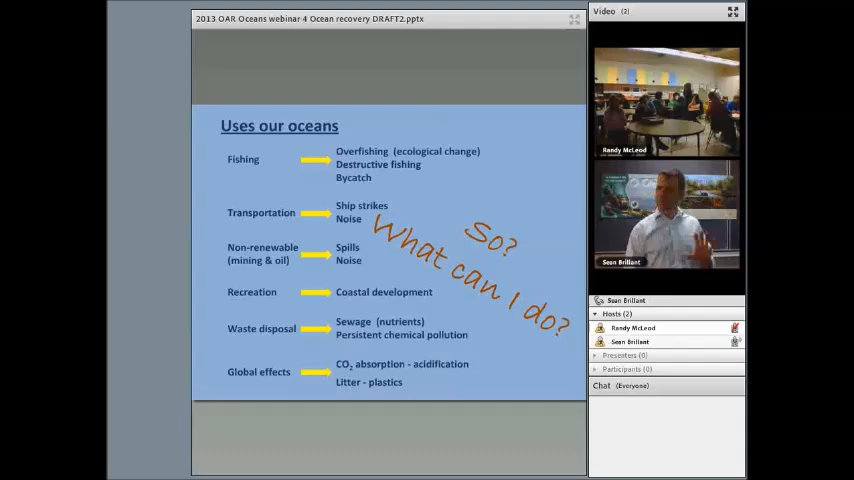 2013 OAR Oceans webinar 4 Ocean recovery DRAFT2.pptx
Uses our oceans
Fishing
Overfishing (ecological change)
Destructive fishing
Bycatch
Transportation
Ship strikes
Noise
Non-renewable
(mining & oil)
Spills
Noise
Recreation
Coastal development
Waste disposal
Sewage (nutrients)
Persistent chemical pollution
Global effects
CO₂ absorption - acidification
Litter - plastics
So?
What can I do?
Video (2)
Randy McLeod
Sean Brillant
Sean Brillant
Hosts (2)
Randy McLeod
Sean Brillant
Presenters (0)
Participants (0)
Chat (Everyone)